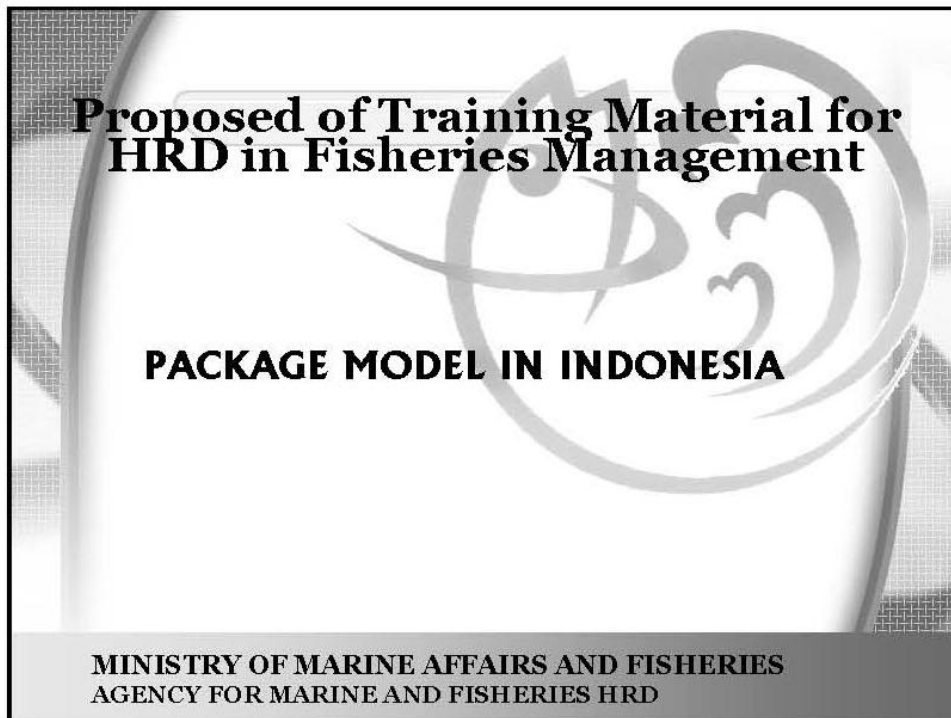 Proposed of Training Material for
HRD in Fisheries Management
PACKAGE MODEL IN INDONESIA
MINISTRY OF MARINE AFFAIRS AND FISHERIES
AGENCY FOR MARINE AND FISHERIES HRD